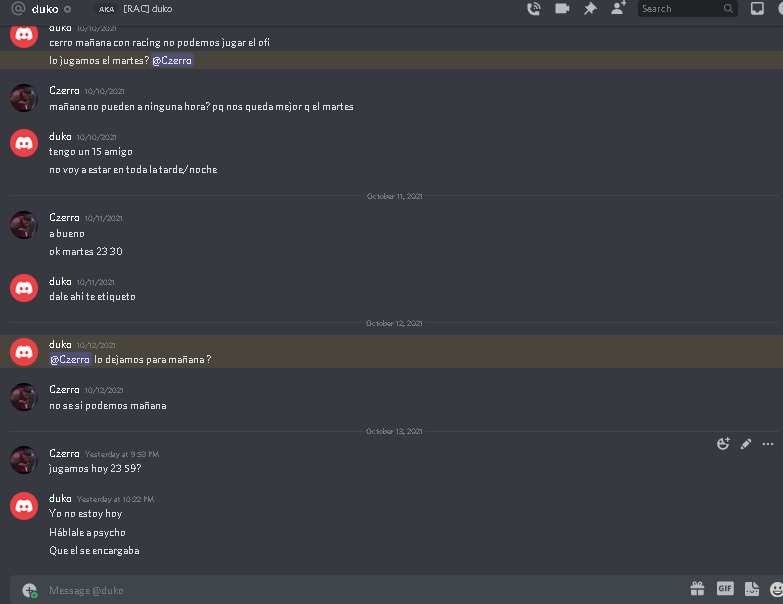 duko AKA [RAC] duko Search
duko 10/10/2021
cerro mañana con racing no podemos jugar el ofi
lo jugamos el martes? @Czerro
Czerro 10/10/2021
mañana no pueden a ninguna hora? pq nos queda mejor q el martes
duko 10/10/2021
tengo un 15 amigo
no voy a estar en toda la tarde/noche
October 11, 2021
Czerro 10/11/2021
a bueno
ok martes 23 30
duko 10/11/2021
dale ahi te etiqueto
October 12, 2021
duko 10/12/2021
@Czerro lo dejamos para mañana ?
Czerro 10/12/2021
no se si podemos mañana
October 13, 2021
Czerro Yesterday at 9:53 PM
jugamos hoy 23 59?
duko Yesterday at 10:22 PM
Yo no estoy hoy
Háblale a psycho
Que el se encargaba
Message @duko GIF